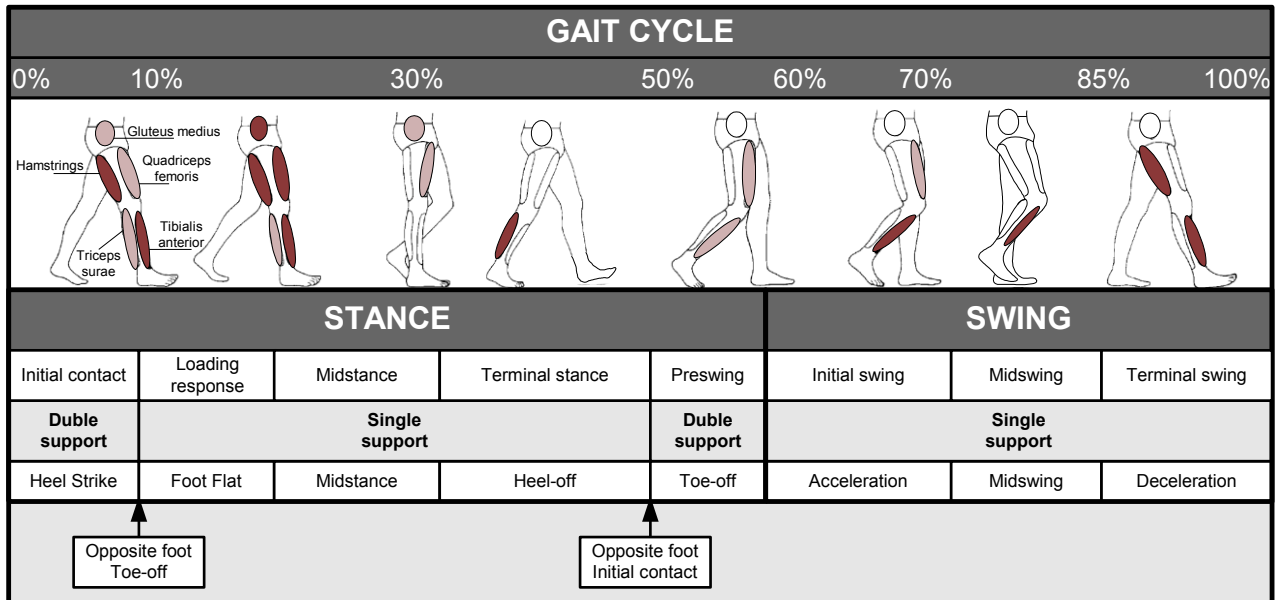 GAIT CYCLE
0% 10% 30% 50% 60% 70% 85% 100%
Gluteus medius
Hamstrings
Quadriceps
femoris
Tibialis
anterior
Triceps
surae
STANCE SWING
Initial contact Loading response Midstance Terminal stance Preswing Initial swing Midswing Terminal swing
Duble support Single support Duble support Single support
Heel Strike Foot Flat Midstance Heel-off Toe-off Acceleration Midswing Deceleration
Opposite foot
Toe-off
Opposite foot
Initial contact